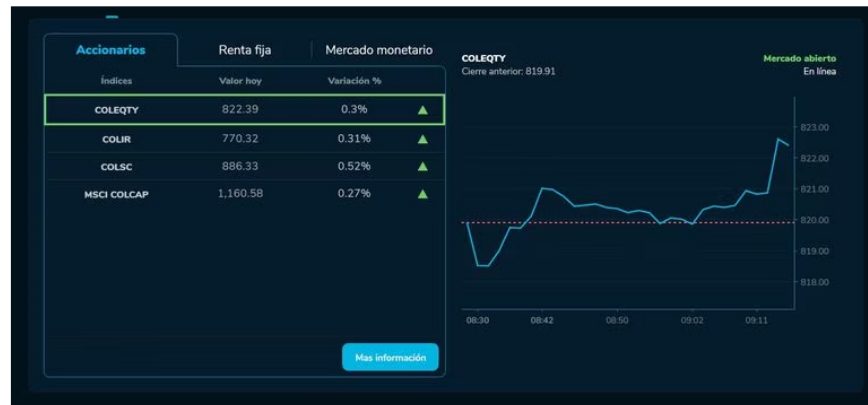 Accionarios Renta fija Mercado monetario
Índices Valor hoy Variación %
COLEQTY 822.39 0.3%
COLIR 770.32 0.31%
COLSC 886.33 0.52%
MSCI COLCAP 1,160.58 0.27%
Mas información
COLEQTY Mercado abierto
Cierre anterior: 819.91 En línea
823.00
822.00
821.00
820.00
819.00
818.00
08:30 08:42 08:50 09:02 09:11